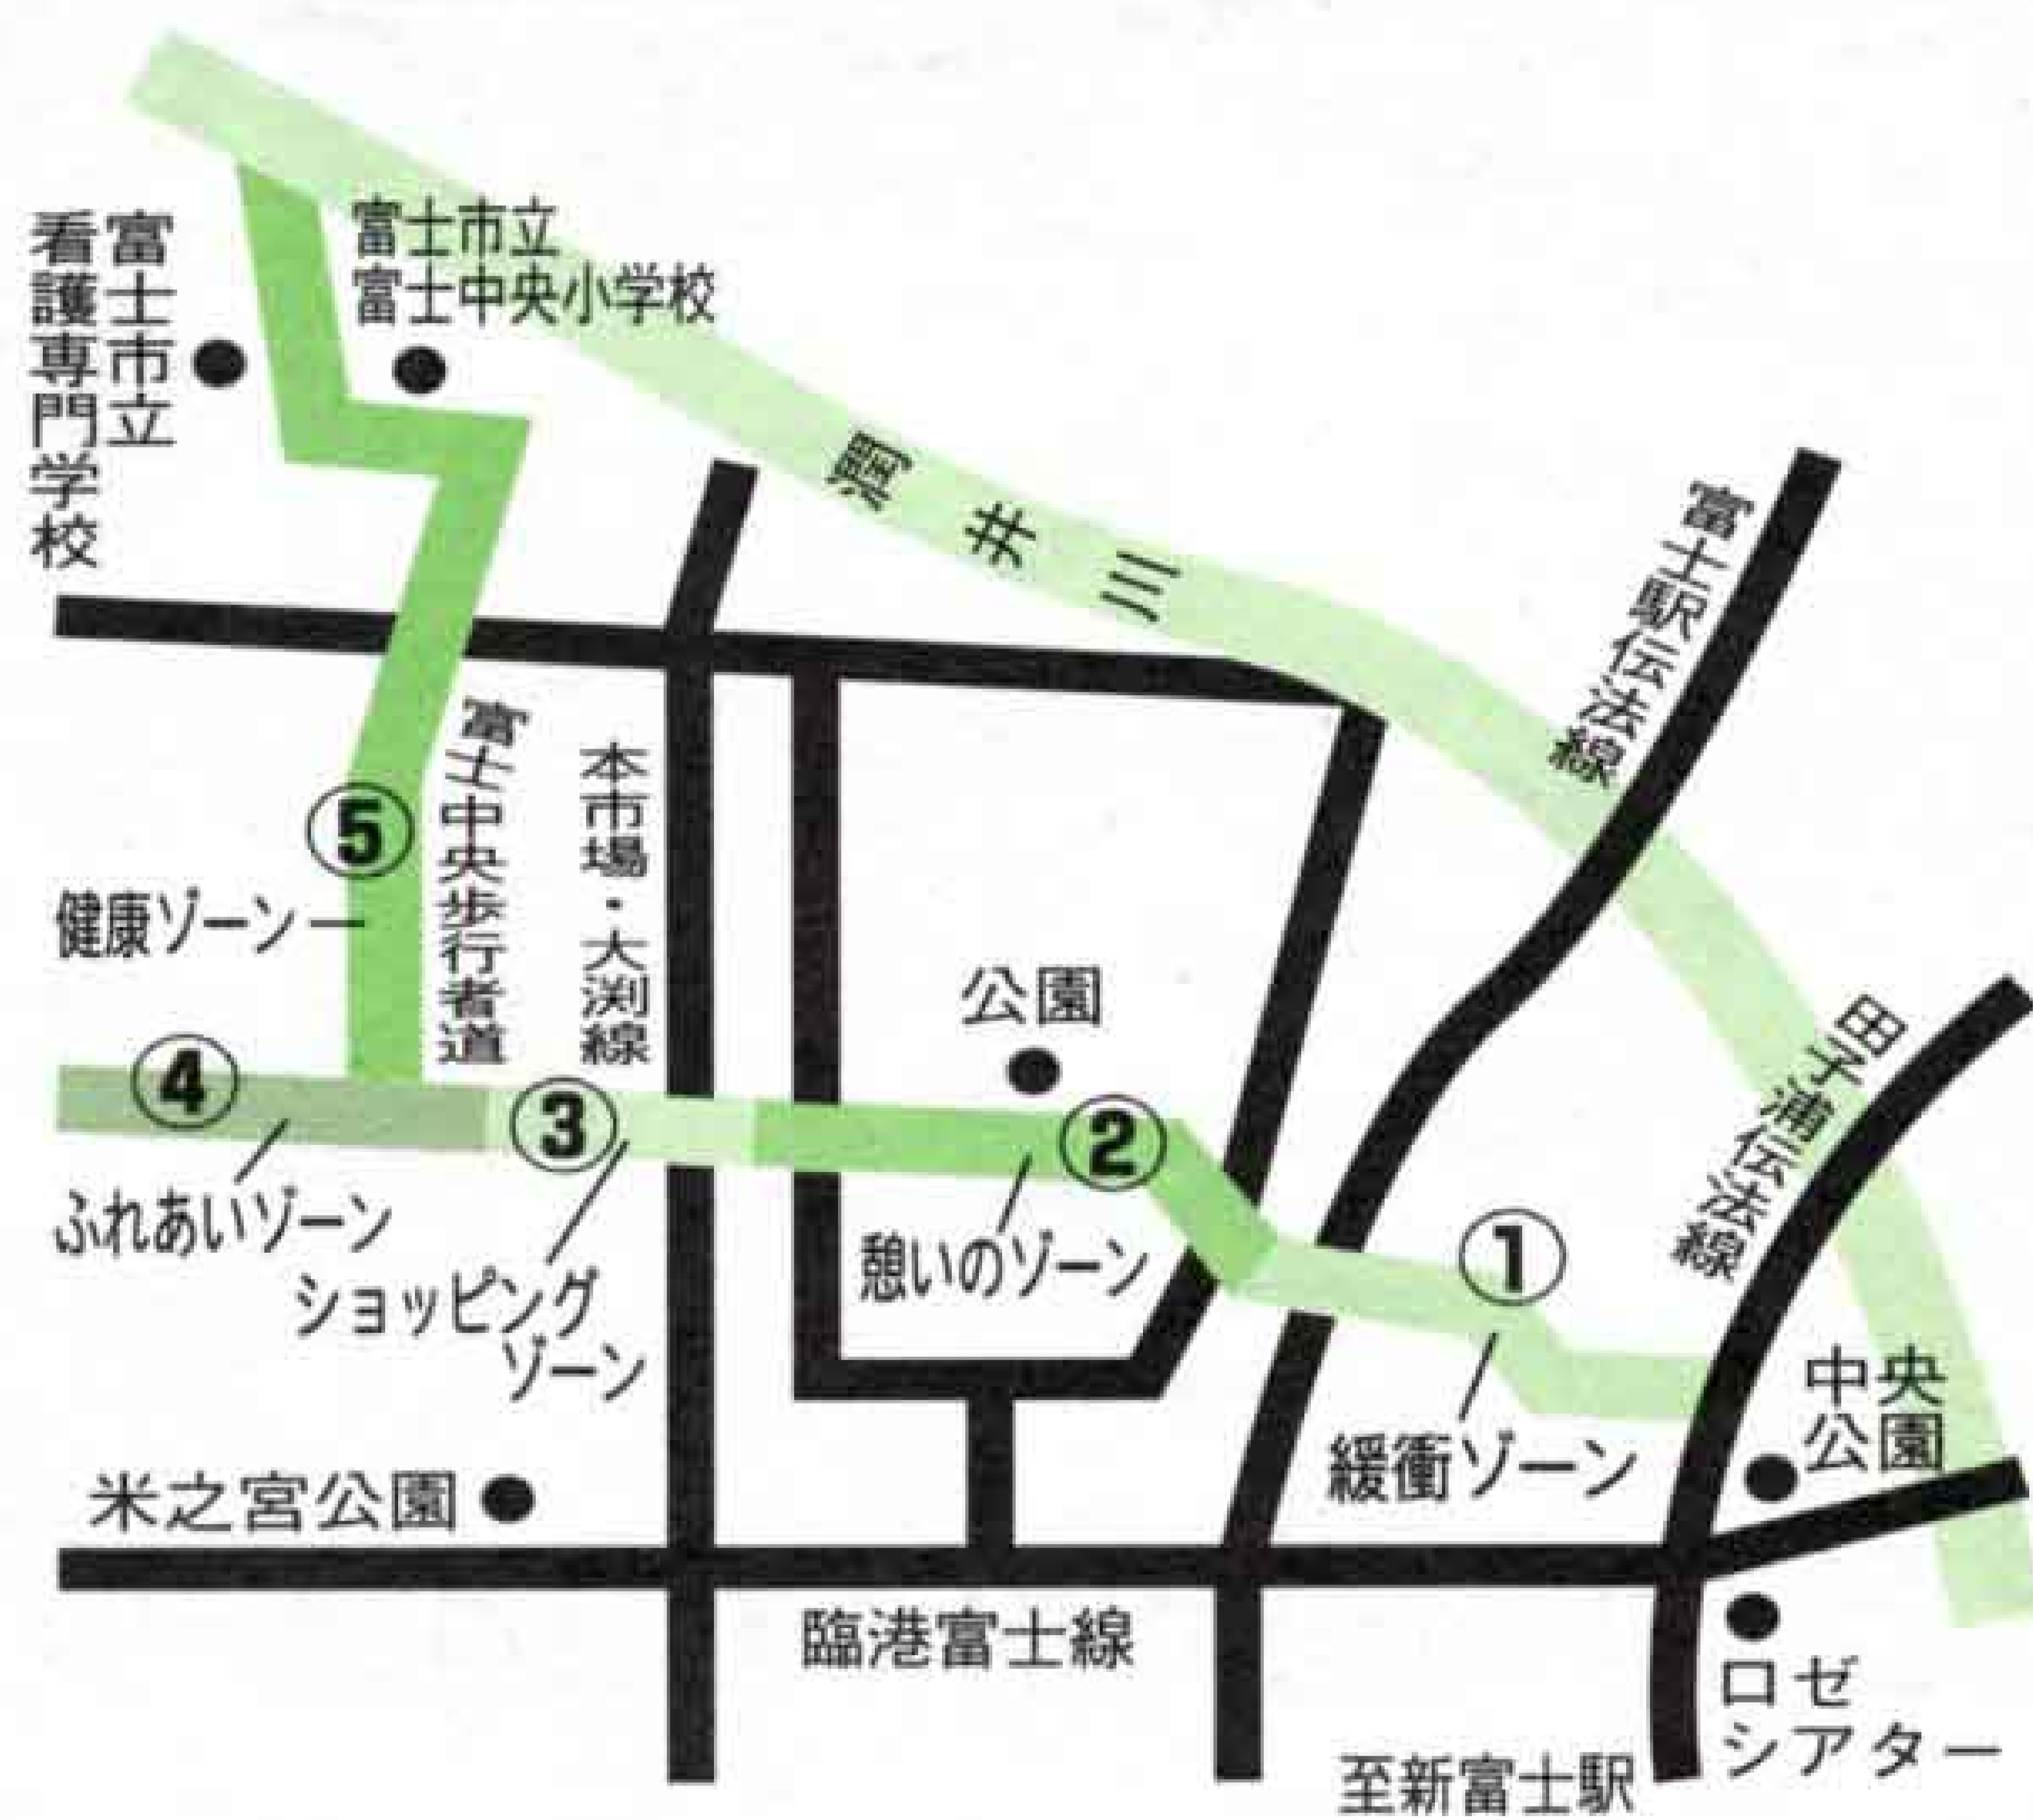 富士市立
看護専門学校
富士市立
富士中央小学校
三井興
富士駅伝法線
富士中央歩行者道
本市場・大渕線
⑤
健康ゾーン
公園
田子浦伝法線
④
③
②
①
ふれあいゾーン
ショッピング
ゾーン
憩いのゾーン
緩衝ゾーン
中央
公園
米之宮公園
臨港富士線
ロゼ
シアター
至新富士駅